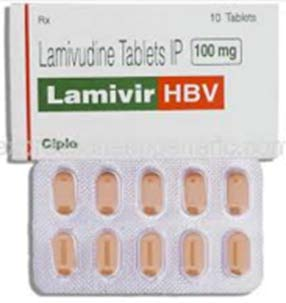 Rx
10 Tablets
Lamivudine Tablets IP 100 mg
Lamivir HBV
Cipla